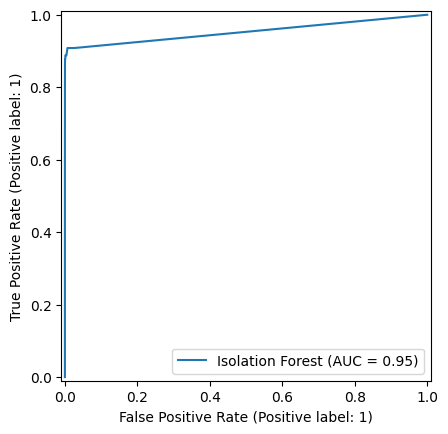 True Positive Rate (Positive label: 1)
1.0
0.8
0.6
0.4
0.2
0.0
Isolation Forest (AUC = 0.95)
0.0 0.2 0.4 0.6 0.8 1.0
False Positive Rate (Positive label: 1)